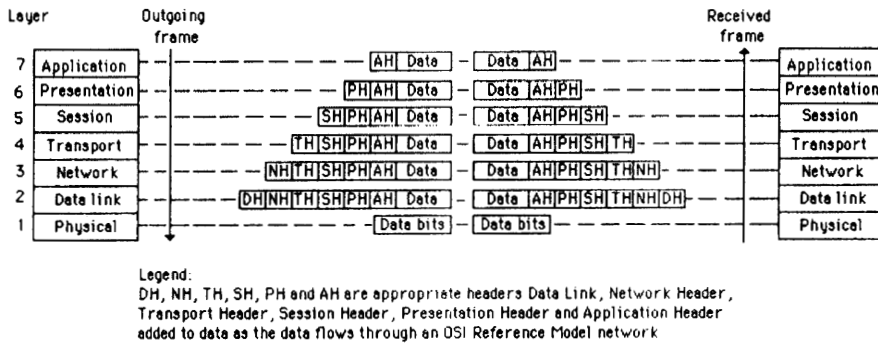 Layer Outgoing frame Received frame
7 Application AH Data Data AH Application
6 Presentation PH AH Data Data AH PH Presentation
5 Session SH PH AH Data Data AH PH SH Session
4 Transport TH SH PH AH Data Data AH PH SH TH Transport
3 Network NH TH SH PH AH Data Data AH PH SH TH NH Network
2 Data link DH NH TH SH PH AH Data Data AH PH SH TH NH DH Data link
1 Physical Data bits Data bits Physical
Legend:
DH, NH, TH, SH, PH and AH are appropriate headers Data Link, Network Header,
Transport Header, Session Header, Presentation Header and Application Header
added to data as the data flows through an OSI Reference Model network